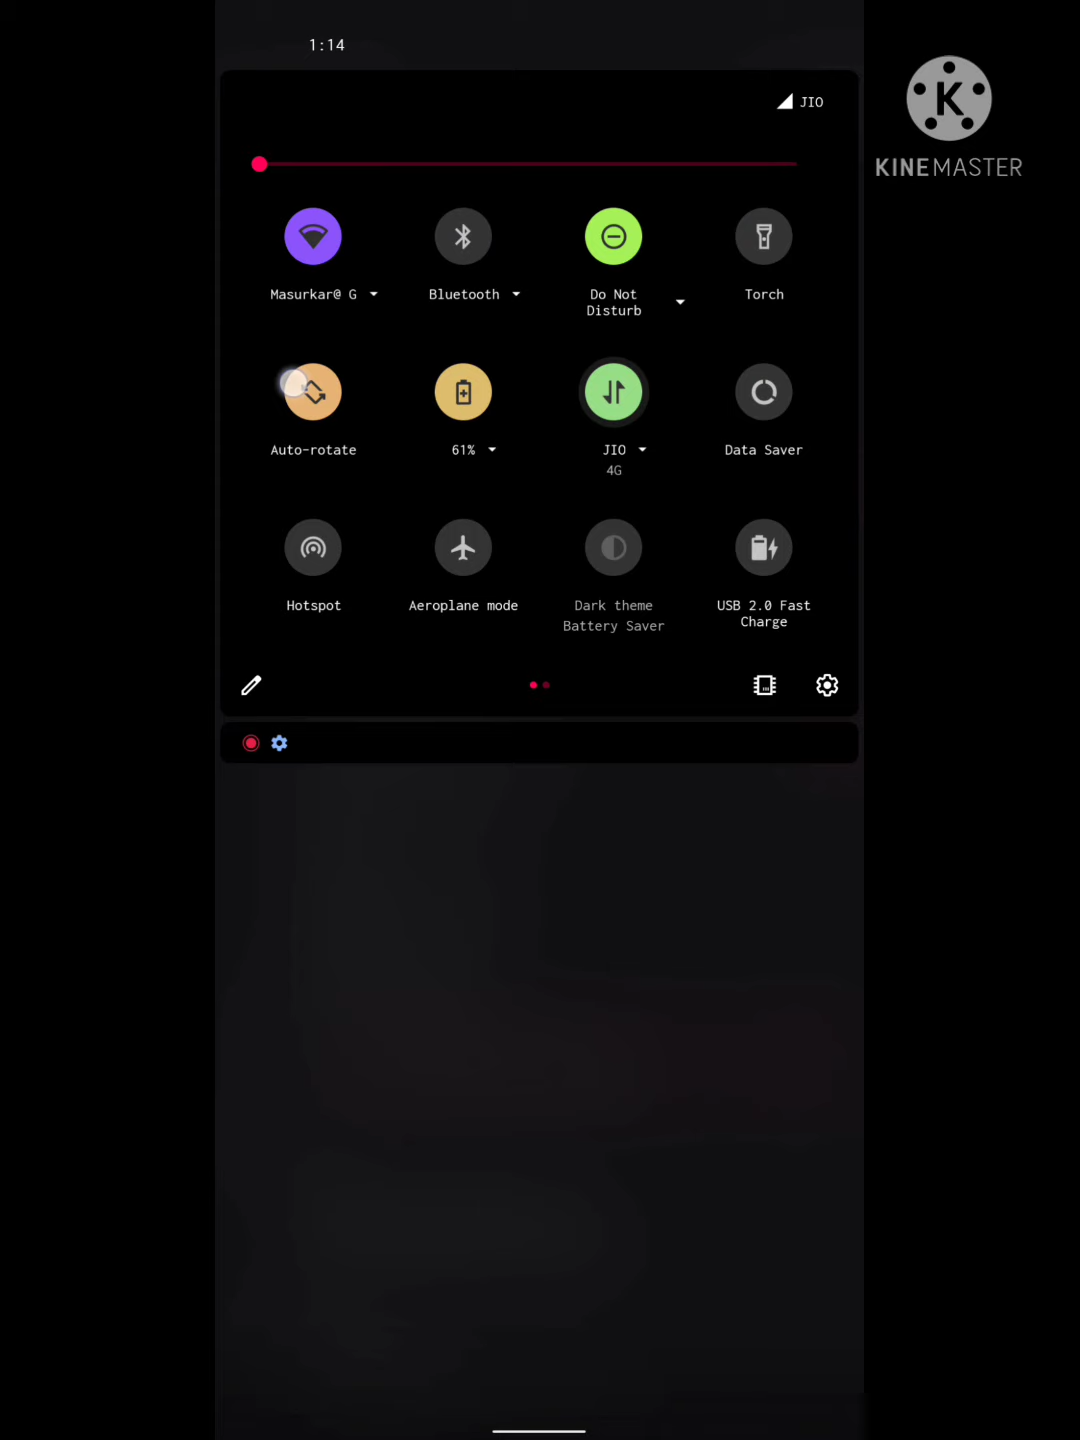 1:14
JIO
K
KINEMASTER
Masurkar@ G
Bluetooth
Do Not
Disturb
Torch
Auto-rotate
61%
JIO
4G
Data Saver
Hotspot
Aeroplane mode
Dark theme
Battery Saver
USB 2.0 Fast
Charge